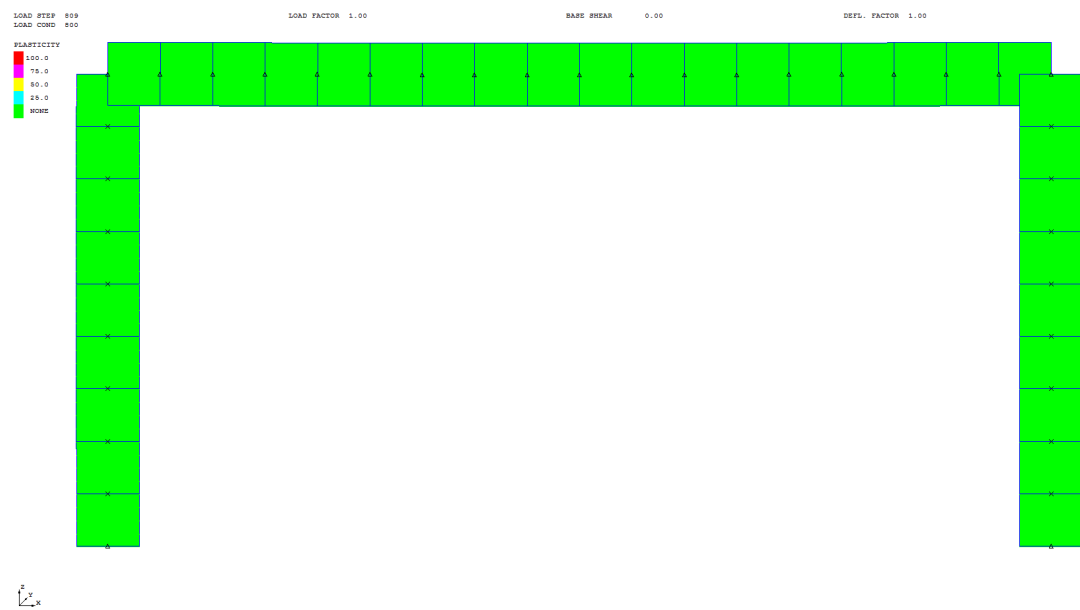 LOAD STEP 809 LOAD FACTOR 1.00 BASE SHEAR 0.00 DEFL. FACTOR 1.00
LOAD COND 800
PLASTICITY
100.0
75.0
50.0
25.0
NONE
Z
Y
X